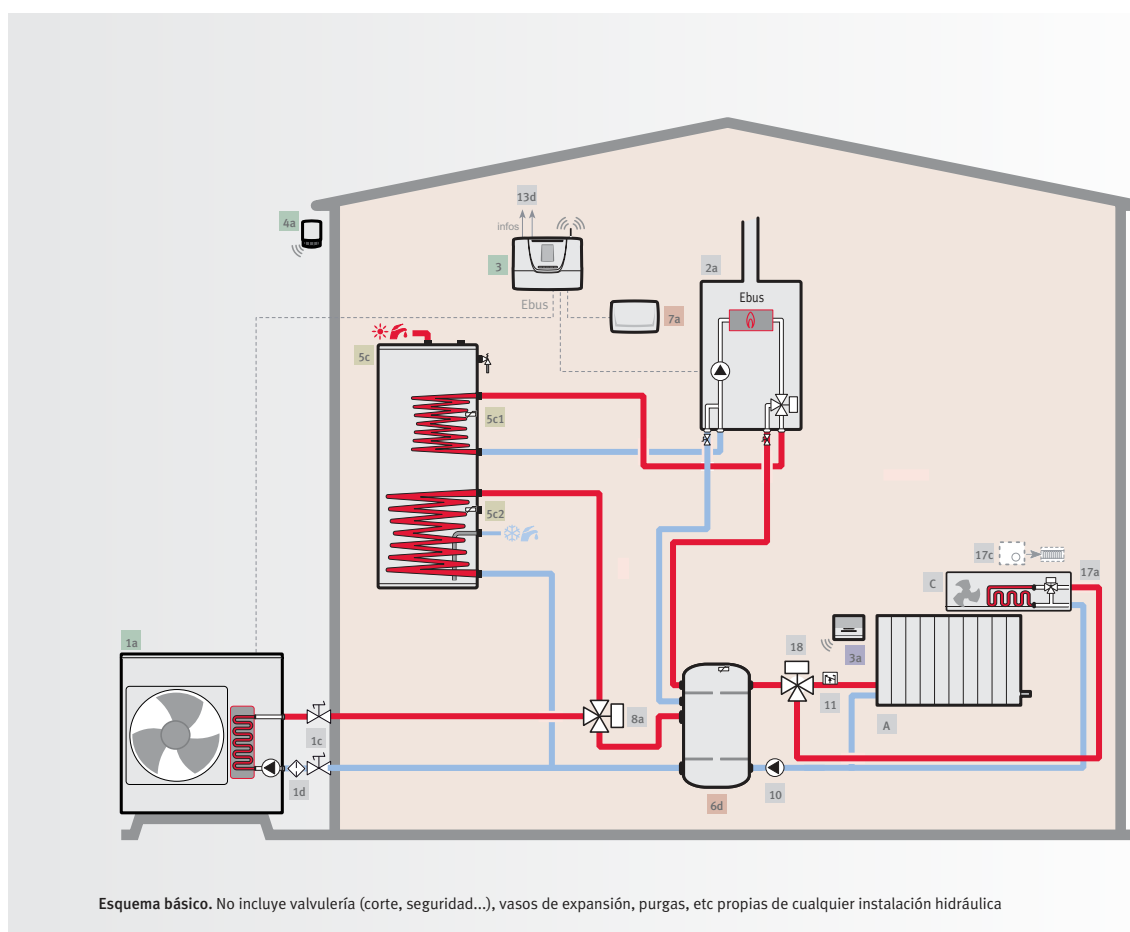 13d
4a
infos
3
2a
Ebus
Ebus
7a
5c
5c1
5c2
17c
17a
C
1a
18
3a
11
A
8a
1c
1d
10
6d
Esquema básico. No incluye valvulería (corte, seguridad...), vasos de expansión, purgas, etc propias de cualquier instalación hidráulica